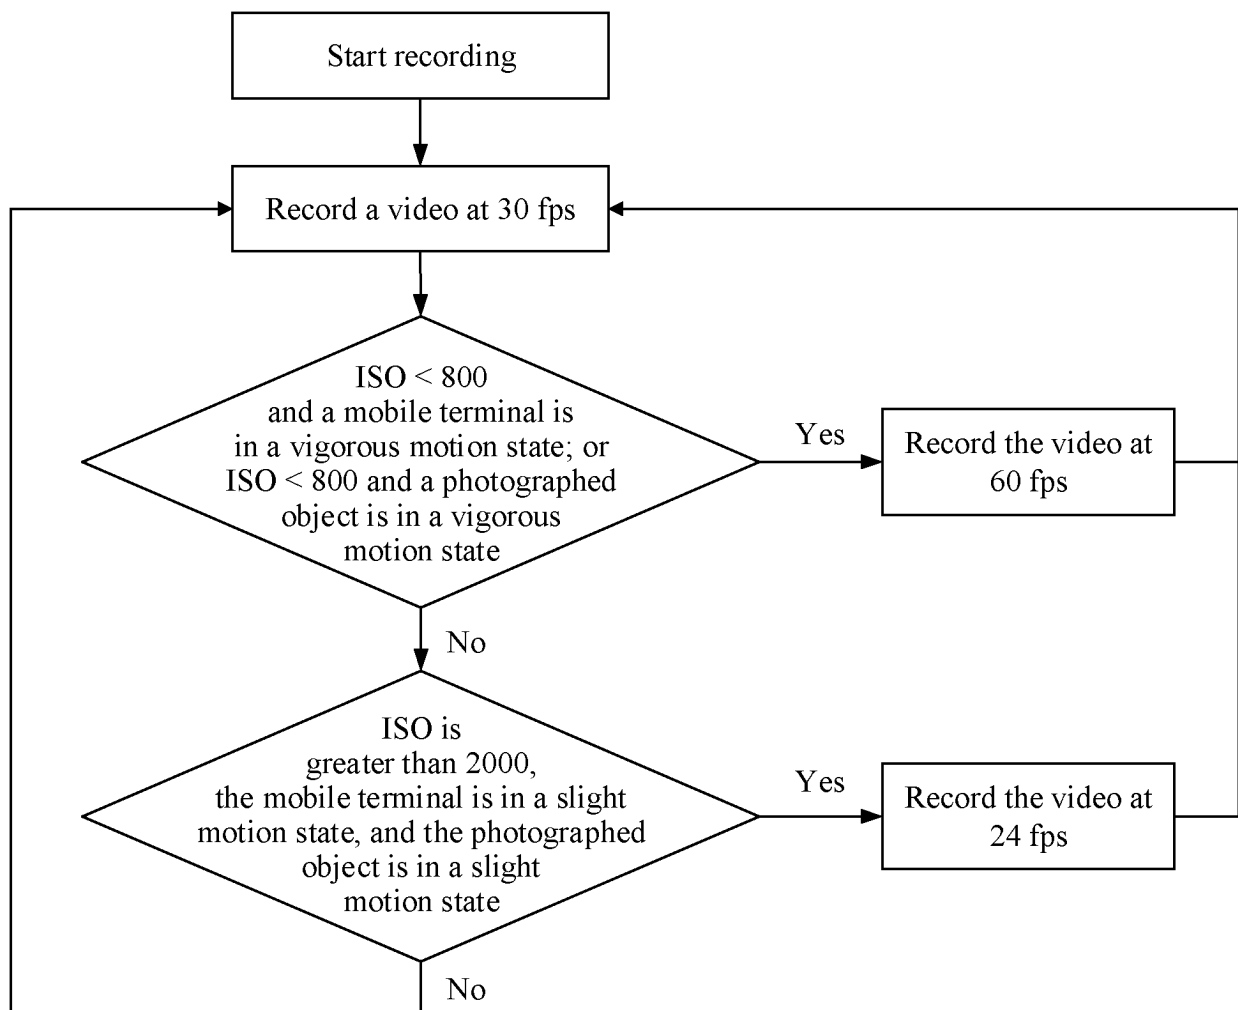 Start recording
Record a video at 30 fps
ISO < 800
and a mobile terminal is
in a vigorous motion state; or
ISO < 800 and a photographed
object is in a vigorous
motion state
Yes
Record the video at
60 fps
No
ISO is
greater than 2000,
the mobile terminal is in a slight
motion state, and the photographed
object is in a slight
motion state
Yes
Record the video at
24 fps
No